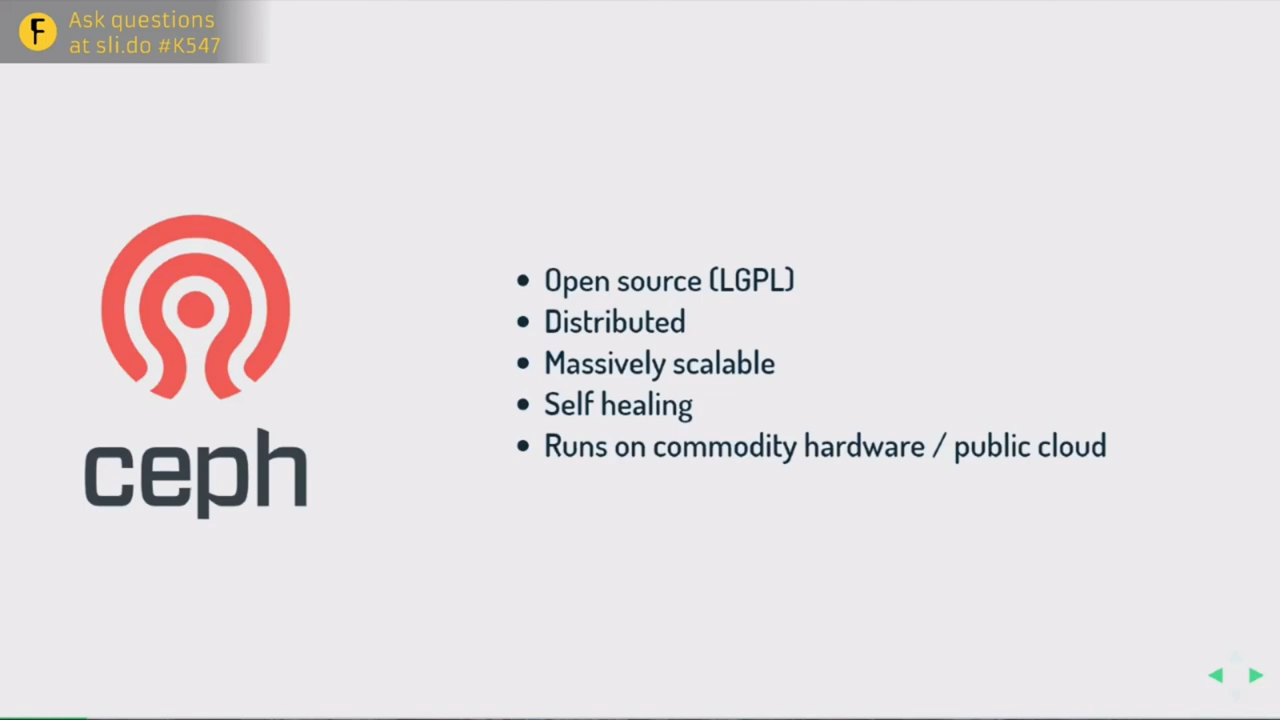 Ask questions
at sli.do #K547
ceph
Open source (LGPL)
Distributed
Massively scalable
Self healing
Runs on commodity hardware / public cloud